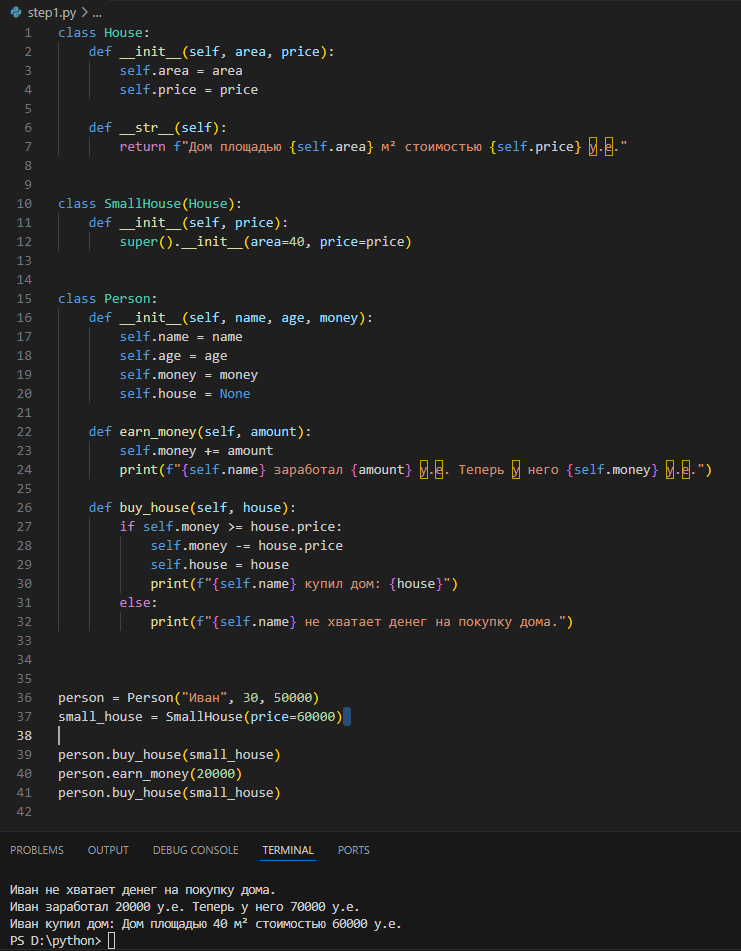 step1.py > ...
1 class House:
2     def __init__(self, area, price):
3         self.area = area
4         self.price = price
5
6     def __str__(self):
7         return f"Дом площадью {self.area} м² стоимостью {self.price} у.е."
8
9
10 class SmallHouse(House):
11     def __init__(self, price):
12         super().__init__(area=40, price=price)
13
14
15 class Person:
16     def __init__(self, name, age, money):
17         self.name = name
18         self.age = age
19         self.money = money
20         self.house = None
21
22     def earn_money(self, amount):
23         self.money += amount
24         print(f"{self.name} заработал {amount} у.е. Теперь у него {self.money} у.е.")
25
26     def buy_house(self, house):
27         if self.money >= house.price:
28             self.money -= house.price
29             self.house = house
30             print(f"{self.name} купил дом: {house}")
31         else:
32             print(f"{self.name} не хватает денег на покупку дома.")
33
34
35
36 person = Person("Иван", 30, 50000)
37 small_house = SmallHouse(price=60000)
38
39 person.buy_house(small_house)
40 person.earn_money(20000)
41 person.buy_house(small_house)
42
PROBLEMS OUTPUT DEBUG CONSOLE TERMINAL PORTS
Иван не хватает денег на покупку дома.
Иван заработал 20000 у.е. Теперь у него 70000 у.е.
Иван купил дом: Дом площадью 40 м² стоимостью 60000 у.е.
PS D:\python>